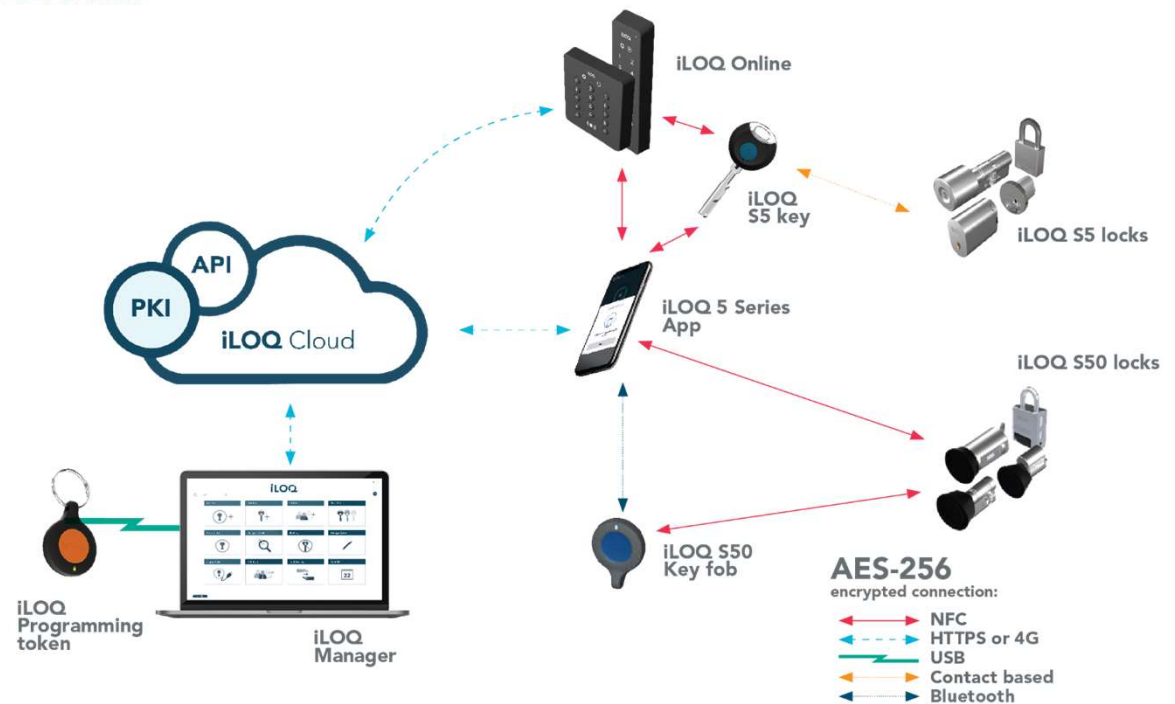 iLOQ Online
iLOQ
S5 key
iLOQ S5 locks
API
PKI
iLOQ Cloud
iLOQ 5 Series
App
iLOQ S50 locks
iLOQ
iLOQ S50
Key fob
iLOQ
Programming
token
iLOQ
Manager
AES-256
encrypted connection:
NFC
HTTPS or 4G
USB
Contact based
Bluetooth